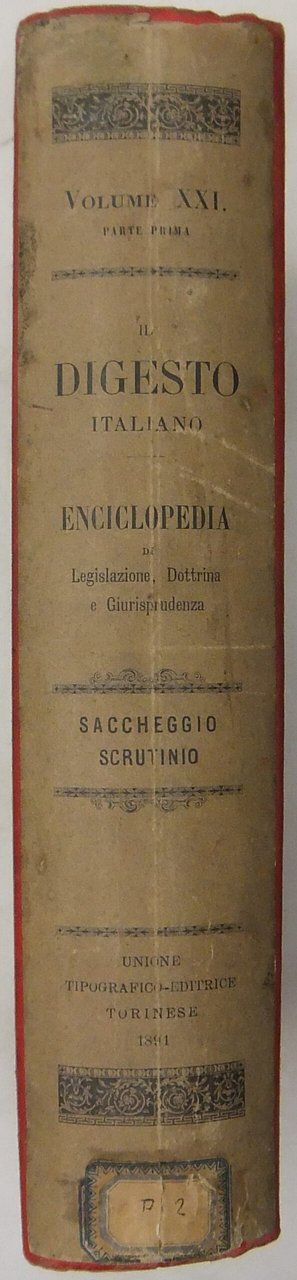 VOLUME XXI.
PARTE PRIMA
IL
DIGESTO
ITALIANO
ENCICLOPEDIA
DI
Legislazione, Dottrina
e Giurisprudenza
SACCHEGGIO
SCRUTINIO
UNIONE
TIPOGRAFICO-EDITRICE
TORINESE
1891
2